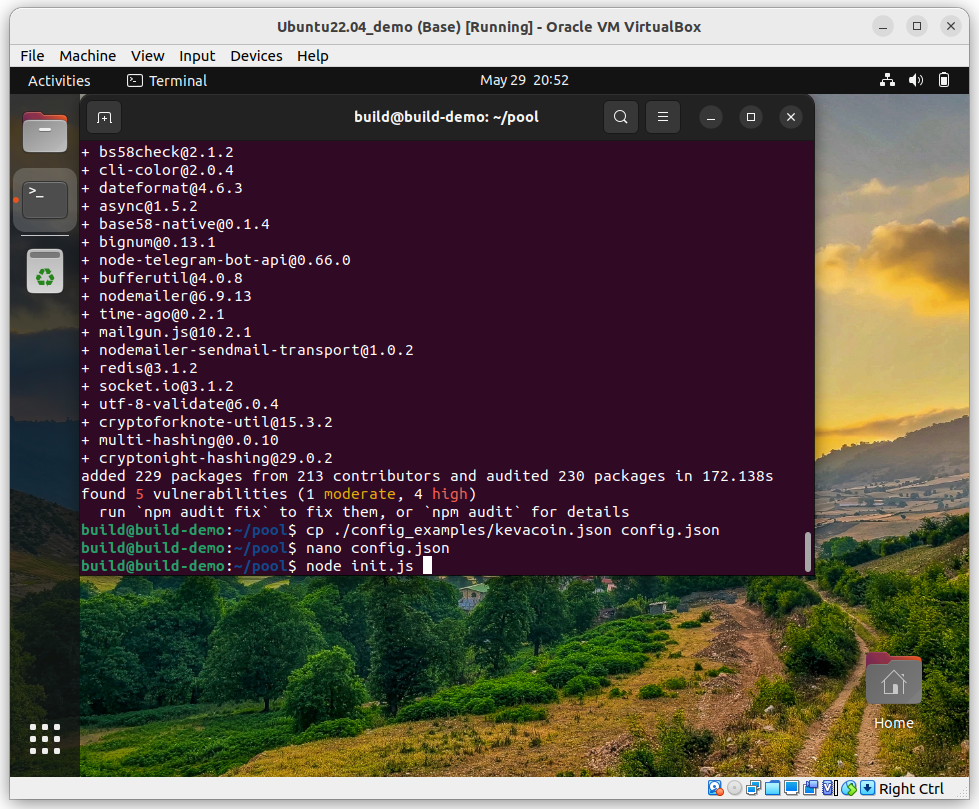 Ubuntu22.04_demo (Base) [Running] - Oracle VM VirtualBox
File Machine View Input Devices Help
Activities Terminal May 29 20:52
build@build-demo: ~/pool
+ bs58check@2.1.2
+ cli-color@2.0.4
+ dateformat@4.6.3
+ async@1.5.2
+ base58-native@0.1.4
+ bignum@0.13.1
+ node-telegram-bot-api@0.66.0
+ bufferutil@4.0.8
+ nodemailer@6.9.13
+ time-ago@0.2.1
+ mailgun.js@10.2.1
+ nodemailer-sendmail-transport@1.0.2
+ redis@3.1.2
+ socket.io@3.1.2
+ utf-8-validate@6.0.4
+ cryptoforknote-util@15.3.2
+ multi-hashing@0.0.10
+ cryptonight-hashing@29.0.2
added 229 packages from 213 contributors and audited 230 packages in 172.138s
found 5 vulnerabilities (1 moderate, 4 high)
  run `npm audit fix` to fix them, or `npm audit` for details
build@build-demo:~/pool$ cp ./config_examples/kevacoin.json config.json
build@build-demo:~/pool$ nano config.json
build@build-demo:~/pool$ node init.js
Home
Right Ctrl